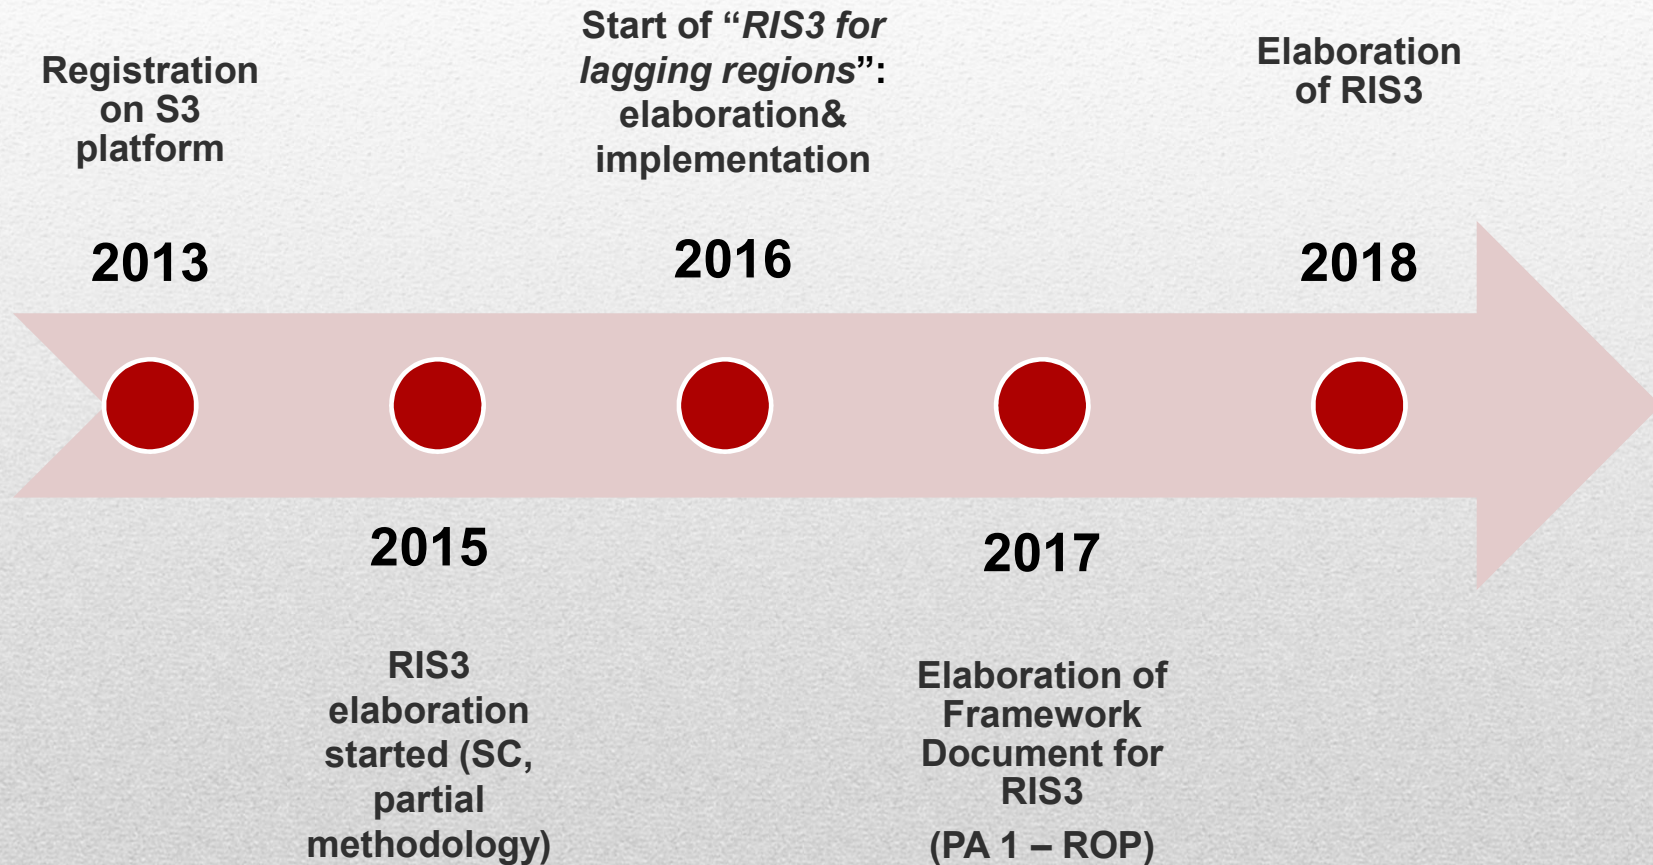 Registration
on S3
platform
2013
Start of “RIS3 for
lagging regions”:
elaboration&
implementation
2016
Elaboration
of RIS3
2018
2015
RIS3
elaboration
started (SC,
partial
methodology)
2017
Elaboration of
Framework
Document for
RIS3
(PA 1 – ROP)